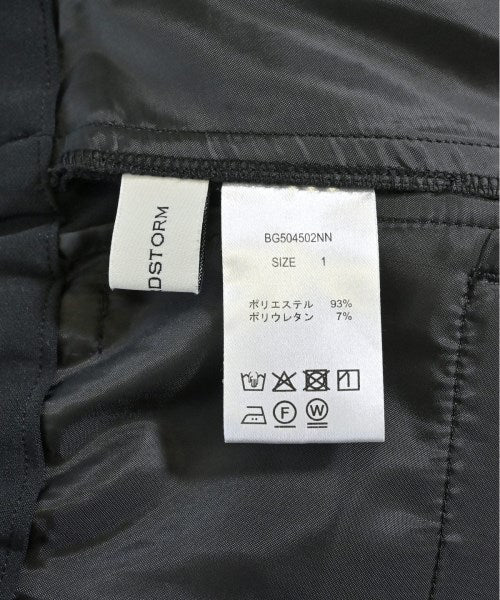 DSTORM
BG504502NN
SIZE 1
ポリエステル 93%
ポリウレタン 7%
F W